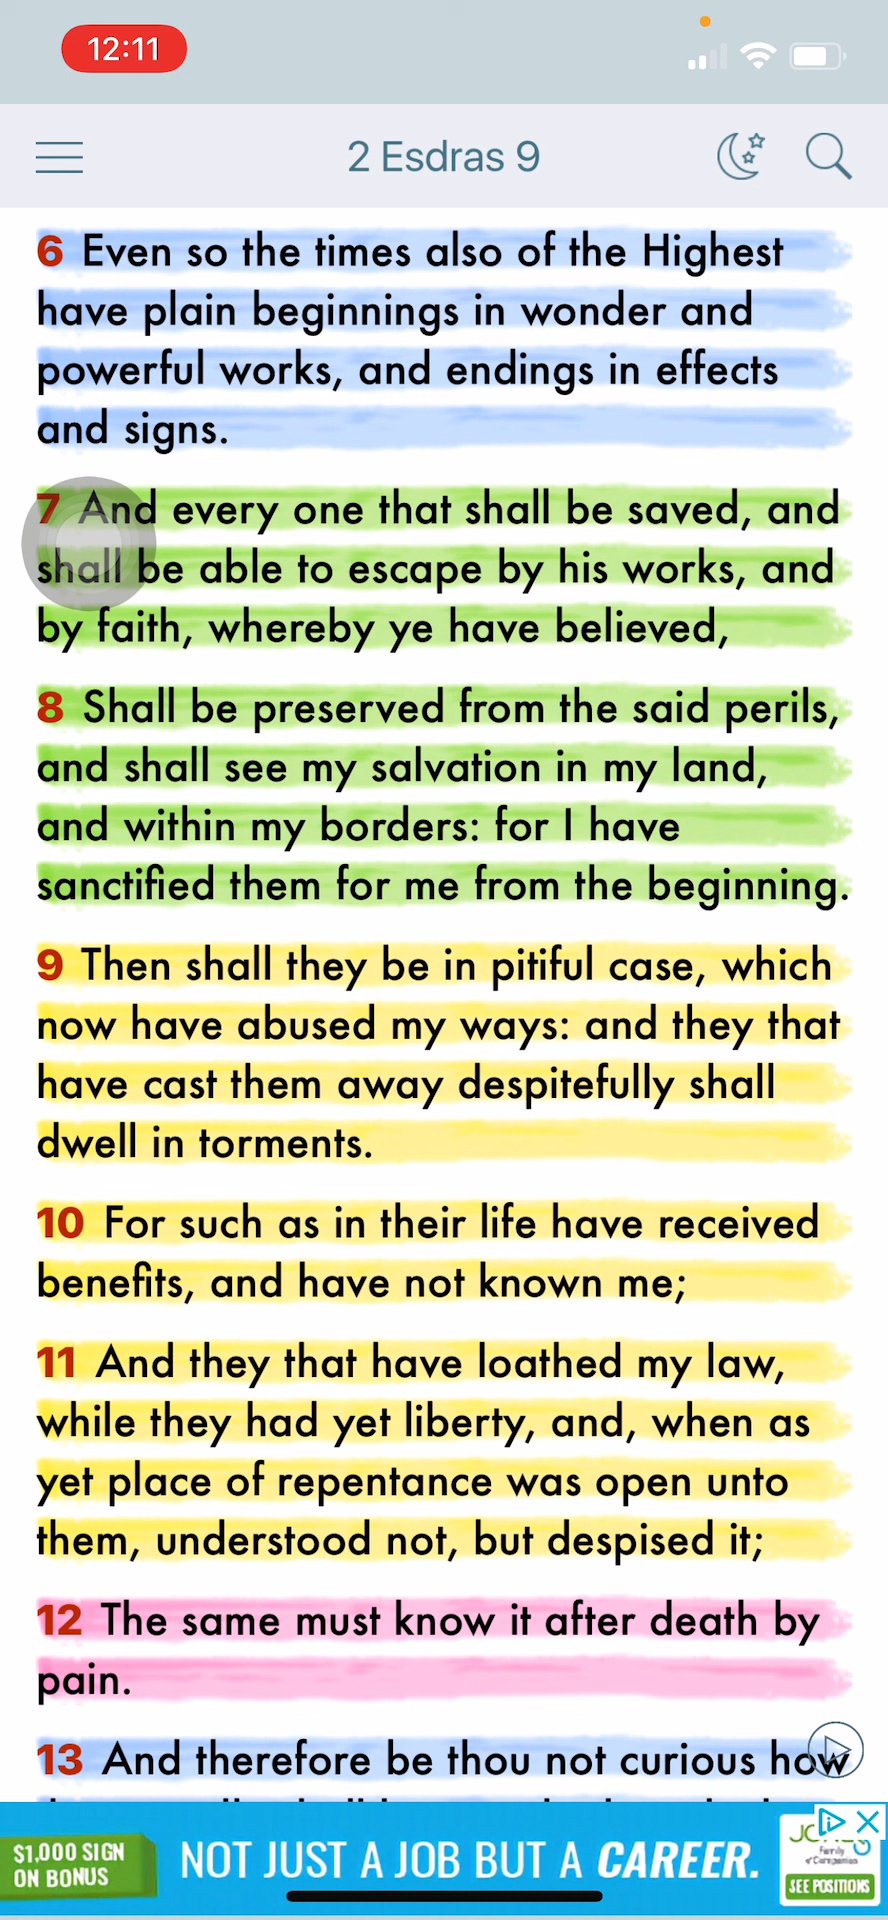 12:11
2 Esdras 9
6 Even so the times also of the Highest
have plain beginnings in wonder and
powerful works, and endings in effects
and signs.
7 And every one that shall be saved, and
shall be able to escape by his works, and
by faith, whereby ye have believed,
8 Shall be preserved from the said perils,
and shall see my salvation in my land,
and within my borders: for I have
sanctified them for me from the beginning.
9 Then shall they be in pitiful case, which
now have abused my ways: and they that
have cast them away despitefully shall
dwell in torments.
10 For such as in their life have received
benefits, and have not known me;
11 And they that have loathed my law,
while they had yet liberty, and, when as
yet place of repentance was open unto
them, understood not, but despised it;
12 The same must know it after death by
pain.
13 And therefore be thou not curious how
$1,000 SIGN
ON BONUS
NOT JUST A JOB BUT A CAREER.
Family
of Companies
SEE POSITIONS